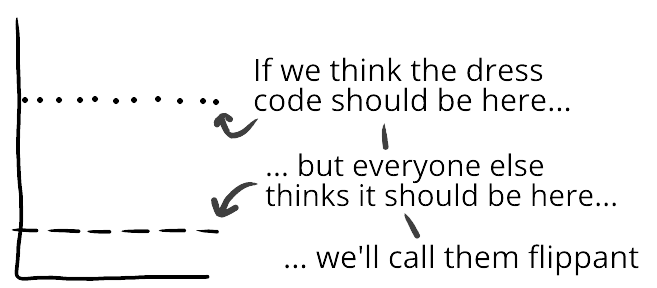 If we think the dress
code should be here...
... but everyone else
thinks it should be here...
... we'll call them flippant